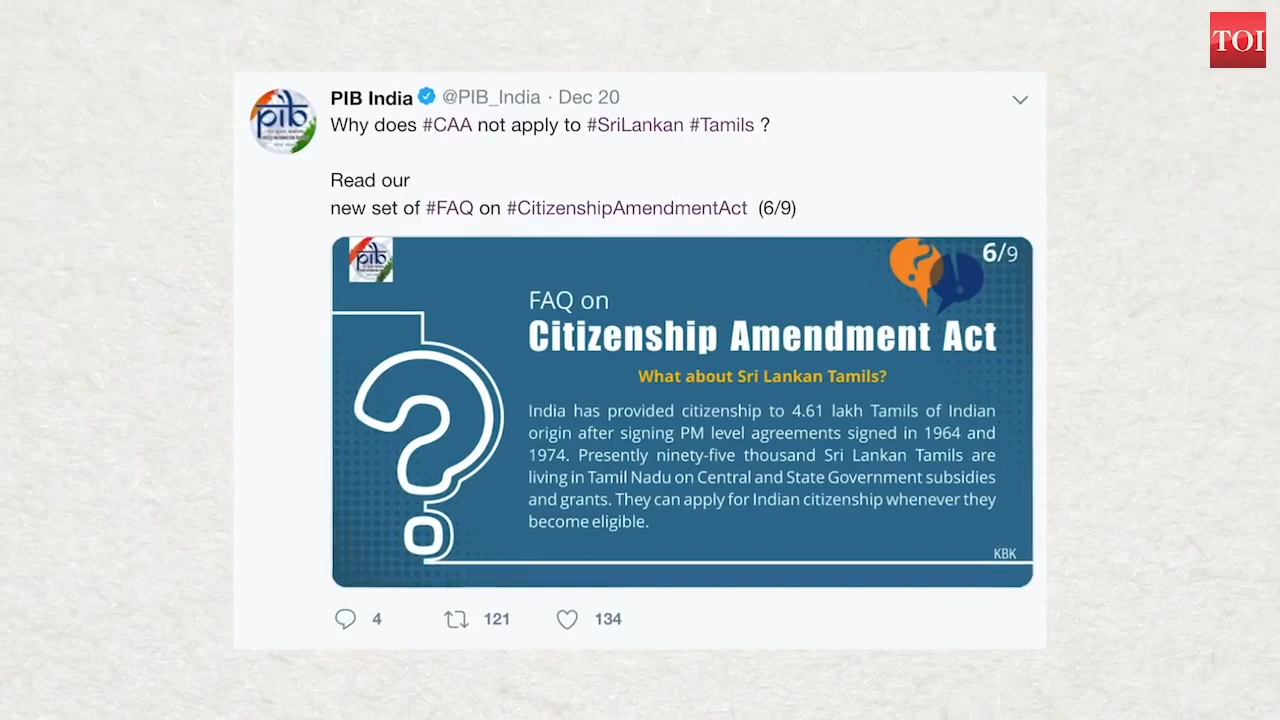 TOI
PIB India @PIB_India · Dec 20
Why does #CAA not apply to #SriLankan #Tamils ?
Read our
new set of #FAQ on #CitizenshipAmendmentAct (6/9)
pib
6/9
FAQ on
Citizenship Amendment Act
What about Sri Lankan Tamils?
India has provided citizenship to 4.61 lakh Tamils of Indian
origin after signing PM level agreements signed in 1964 and
1974. Presently ninety-five thousand Sri Lankan Tamils are
living in Tamil Nadu on Central and State Government subsidies
and grants. They can apply for Indian citizenship whenever they
become eligible.
KBK
4 121 134